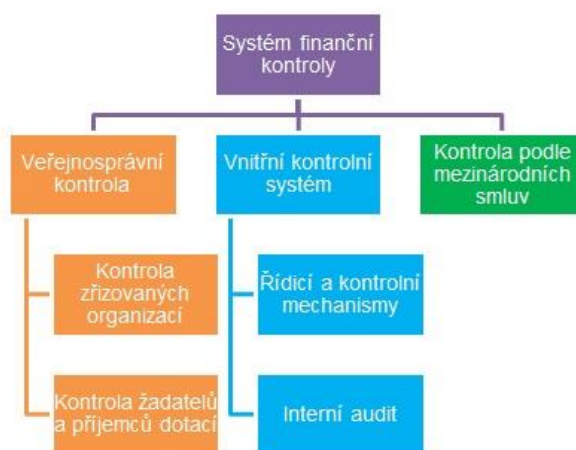 Systém finanční
kontroly
Veřejnosprávní
kontrola
Vnitřní kontrolní
systém
Kontrola podle
mezinárodních
smluv
Kontrola
zřizovaných
organizací
Řídicí a kontrolní
mechanismy
Kontrola žadatelů
a příjemců dotací
Interní audit